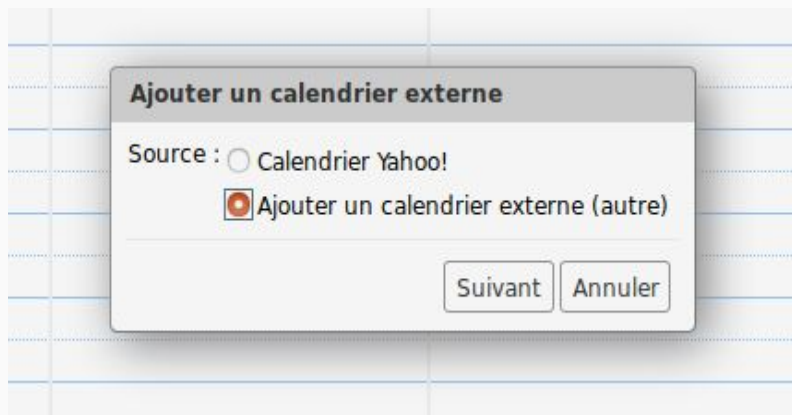 Ajouter un calendrier externe
Source : Calendrier Yahoo!
Ajouter un calendrier externe (autre)
Suivant Annuler